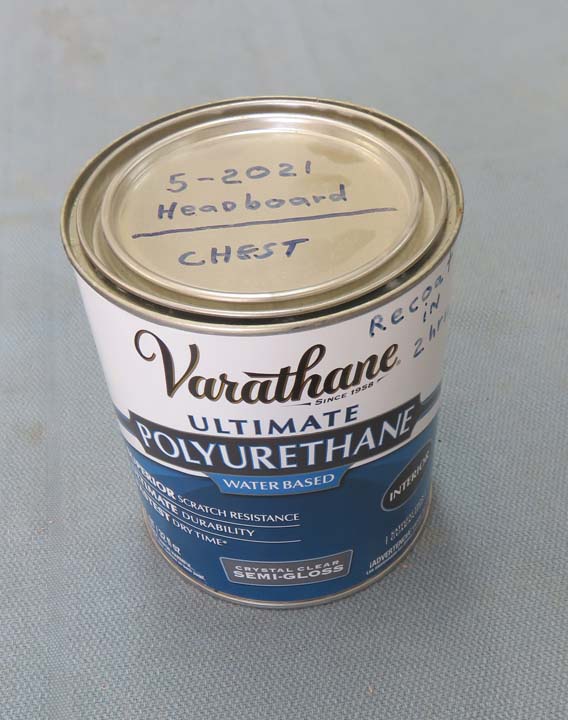 5-2021
Headboard
CHEST
Recoat
in
2 hr
Varathane
SINCE 1958
ULTIMATE
POLYURETHANE
WATER BASED
SCRATCH RESISTANCE
DURABILITY
DRY TIME*
INTERIOR
CRYSTAL CLEAR
SEMI-GLOSS